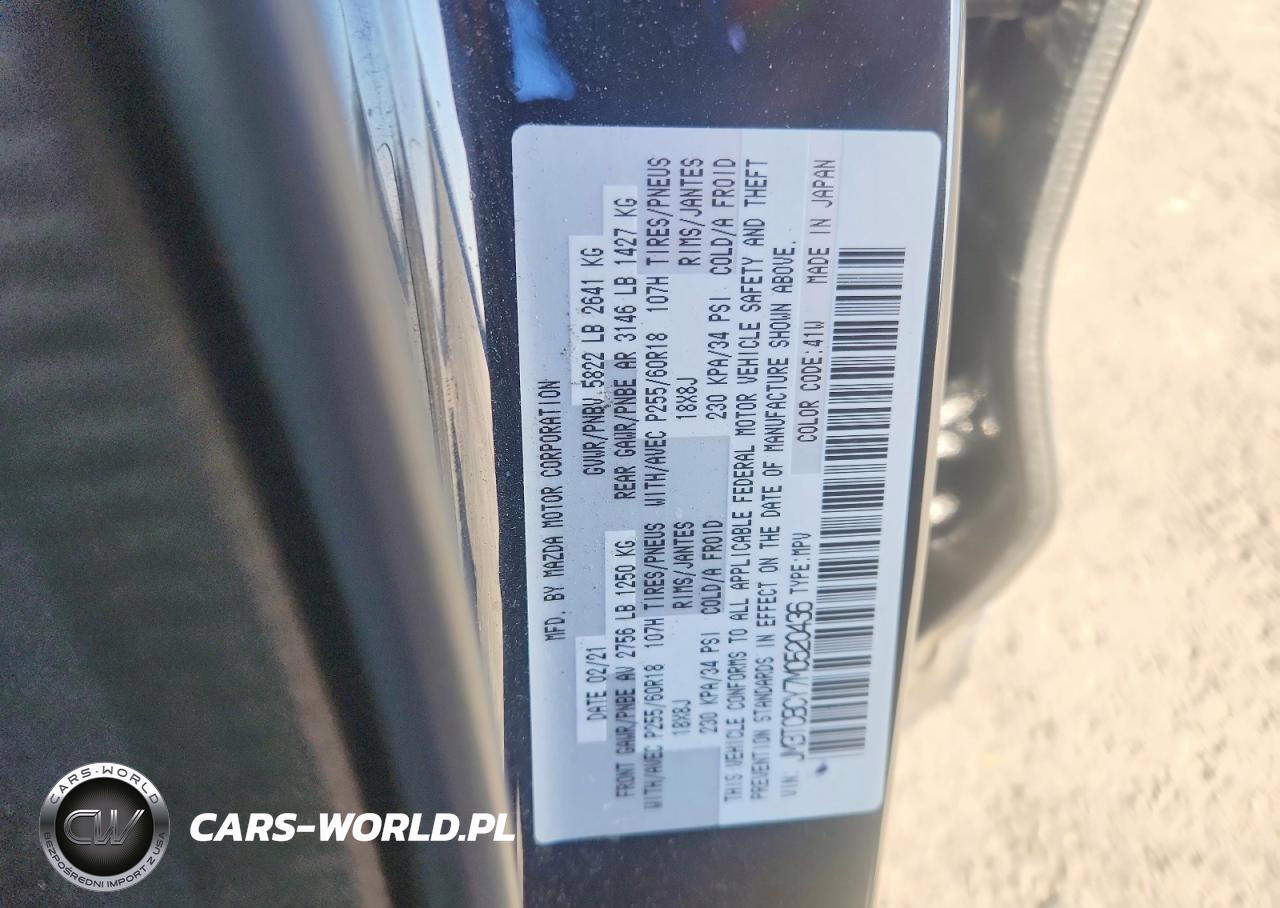 MFD. BY MAZDA MOTOR CORPORATION
DATE 02/21 GVWR/PNBV 5822 LB 2641 KG
FRONT GAWR/PNBE AV 2756 LB 1250 KG REAR GAWR/PNBE AR 3146 LB 1427 KG
WITH/AVEC P255/60R18 107H TIRES/PNEUS WITH/AVEC P255/60R18 107H TIRES/PNEUS
18X8J RIMS/JANTES 18X8J RIMS/JANTES
230 KPA/34 PSI COLD/A FROID 230 KPA/34 PSI COLD/A FROID
THIS VEHICLE CONFORMS TO ALL APPLICABLE FEDERAL MOTOR VEHICLE SAFETY AND THEFT
PREVENTION STANDARDS IN EFFECT ON THE DATE OF MANUFACTURE SHOWN ABOVE.
VIN: JM3TCBCY7M0520436 TYPE:MPV COLOR CODE:41W MADE IN JAPAN
CARS-WORLD
CW
BEZPOŚREDNI IMPORT Z USA
CARS-WORLD.PL